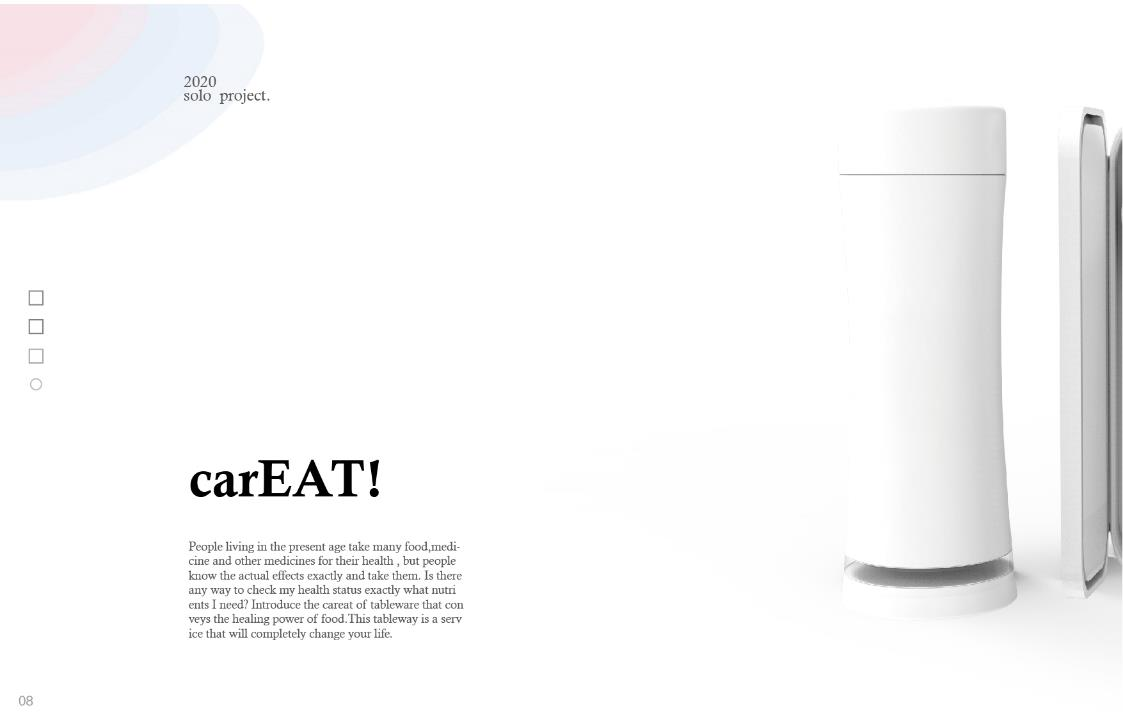 2020
solo project.
carEAT!
People living in the present age take many food,medi-
cine and other medicines for their health , but people
know the actual effects exactly and take them. Is there
any way to check my health status exactly what nutri
ents I need? Introduce the careat of tableware that con
veys the healing power of food.This tableway is a serv
ice that will completely change your life.
08